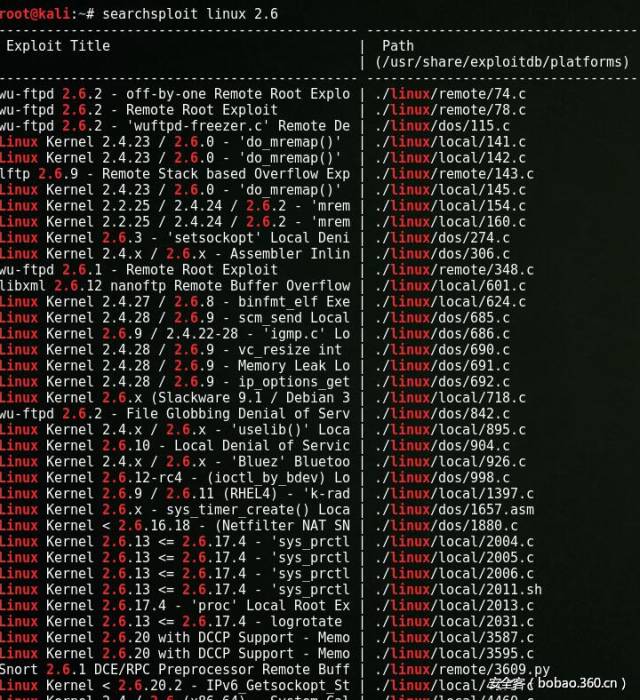 root@kali:~# searchsploit linux 2.6
Exploit Title | Path
| (/usr/share/exploitdb/platforms)
wu-ftpd 2.6.2 - off-by-one Remote Root Explo | ./linux/remote/74.c
wu-ftpd 2.6.2 - Remote Root Exploit | ./linux/remote/78.c
wu-ftpd 2.6.2 - 'wuftpd-freezer.c' Remote De | ./linux/dos/115.c
Linux Kernel 2.4.23 / 2.6.0 - 'do_mremap()' | ./linux/local/141.c
Linux Kernel 2.4.23 / 2.6.0 - 'do_mremap()' | ./linux/local/142.c
lftp 2.6.9 - Remote Stack based Overflow Exp | ./linux/remote/143.c
Linux Kernel 2.4.23 / 2.6.0 - 'do_mremap()' | ./linux/local/145.c
Linux Kernel 2.2.25 / 2.4.24 / 2.6.2 - 'mrem | ./linux/local/154.c
Linux Kernel 2.2.25 / 2.4.24 / 2.6.2 - 'mrem | ./linux/local/160.c
Linux Kernel 2.6.3 - 'setsockopt' Local Deni | ./linux/dos/274.c
Linux Kernel 2.4.x / 2.6.x - Assembler Inlin | ./linux/dos/306.c
wu-ftpd 2.6.1 - Remote Root Exploit | ./linux/remote/348.c
libxml 2.6.12 nanoftp Remote Buffer Overflow | ./linux/local/601.c
Linux Kernel 2.4.27 / 2.6.8 - binfmt_elf Exe | ./linux/local/624.c
Linux Kernel 2.4.28 / 2.6.9 - scm_send Local | ./linux/dos/685.c
Linux Kernel 2.6.9 / 2.4.22-28 - 'igmp.c' Lo | ./linux/dos/686.c
Linux Kernel 2.4.28 / 2.6.9 - vc_resize int | ./linux/dos/690.c
Linux Kernel 2.4.28 / 2.6.9 - Memory Leak Lo | ./linux/dos/691.c
Linux Kernel 2.4.28 / 2.6.9 - ip_options_get | ./linux/dos/692.c
Linux Kernel 2.6.x (Slackware 9.1 / Debian 3 | ./linux/local/718.c
wu-ftpd 2.6.2 - File Globbing Denial of Serv | ./linux/dos/842.c
Linux Kernel 2.4.x / 2.6.x - 'uselib()' Loca | ./linux/local/895.c
Linux Kernel 2.6.10 - Local Denial of Servic | ./linux/dos/904.c
Linux Kernel 2.4.x / 2.6.x - 'Bluez' Bluetoo | ./linux/local/926.c
Linux Kernel 2.6.12-rc4 - (ioctl_by_bdev) Lo | ./linux/dos/998.c
Linux Kernel 2.6.9 / 2.6.11 (RHEL4) - 'k-rad | ./linux/local/1397.c
Linux Kernel 2.6.x - sys_timer_create() Loca | ./linux/dos/1657.asm
Linux Kernel < 2.6.16.18 - (Netfilter NAT SN | ./linux/dos/1880.c
Linux Kernel 2.6.13 <= 2.6.17.4 - 'sys_prctl | ./linux/local/2004.c
Linux Kernel 2.6.13 <= 2.6.17.4 - 'sys_prctl | ./linux/local/2005.c
Linux Kernel 2.6.13 <= 2.6.17.4 - 'sys_prctl | ./linux/local/2006.c
Linux Kernel 2.6.13 <= 2.6.17.4 - 'sys_prctl | ./linux/local/2011.sh
Linux Kernel 2.6.17.4 - 'proc' Local Root Ex | ./linux/local/2013.c
Linux Kernel 2.6.13 <= 2.6.17.4 - logrotate | ./linux/local/2031.c
Linux Kernel 2.6.20 with DCCP Support - Memo | ./linux/local/3587.c
Linux Kernel 2.6.20 with DCCP Support - Memo | ./linux/local/3595.c
Snort 2.6.1 DCE/RPC Preprocessor Remote Buff | ./linux/remote/3609.py
Linux Kernel < 2.6.20.2 - IPv6_Getsockopt_St | ./linux/
安全客 ( bobao.360.cn )